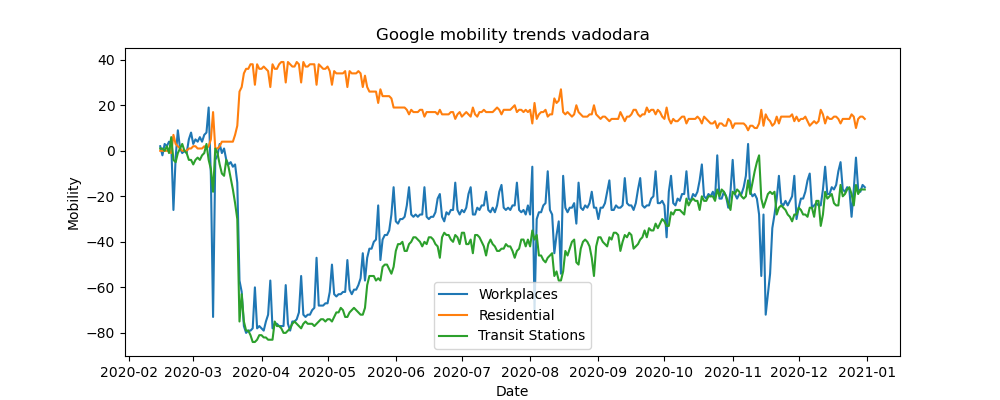 Google mobility trends vadodara
Mobility
40
20
0
−20
−40
−60
−80
Workplaces
Residential
Transit Stations
2020-02 2020-03 2020-04 2020-05 2020-06 2020-07 2020-08 2020-09 2020-10 2020-11 2020-12 2021-01
Date